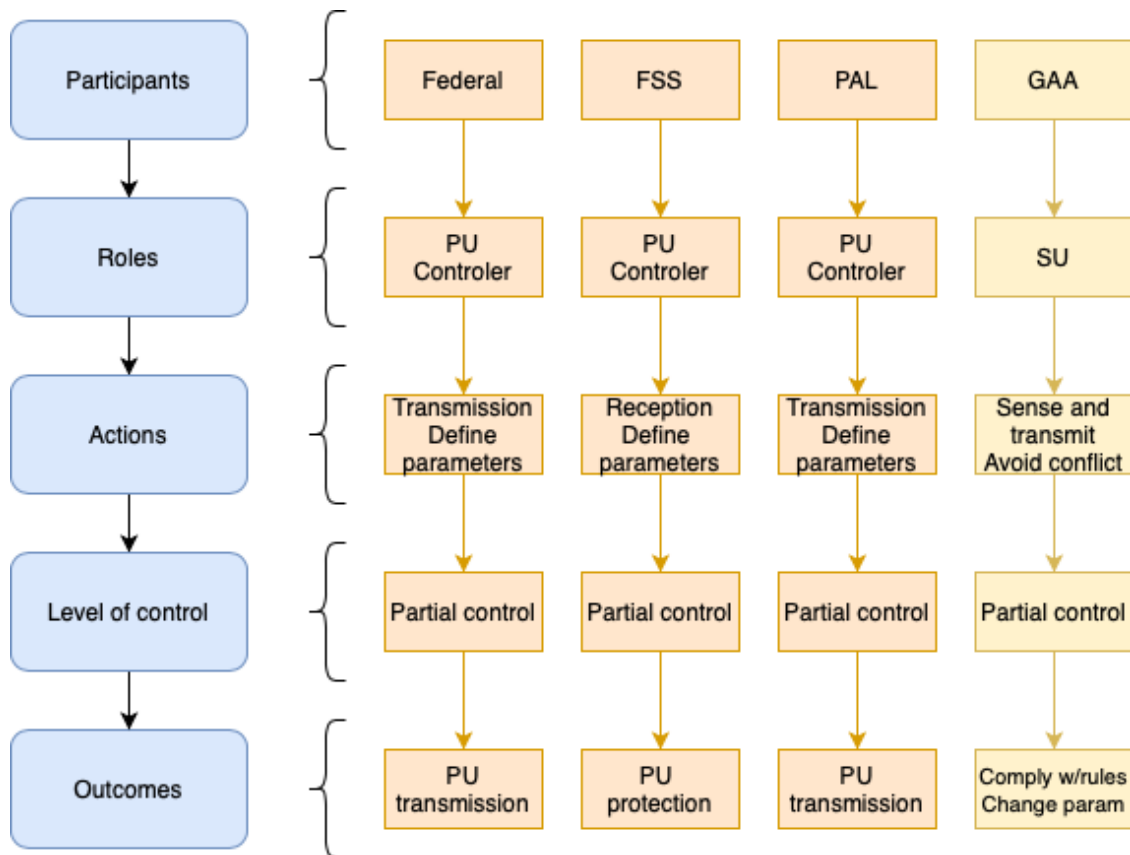 Participants
Federal
FSS
PAL
GAA
Roles
PU
Controler
PU
Controler
PU
Controler
SU
Actions
Transmission
Define
parameters
Reception
Define
parameters
Transmission
Define
parameters
Sense and
transmit
Avoid conflict
Level of control
Partial control
Partial control
Partial control
Partial control
Outcomes
PU
transmission
PU
protection
PU
transmission
Comply w/rules
Change param